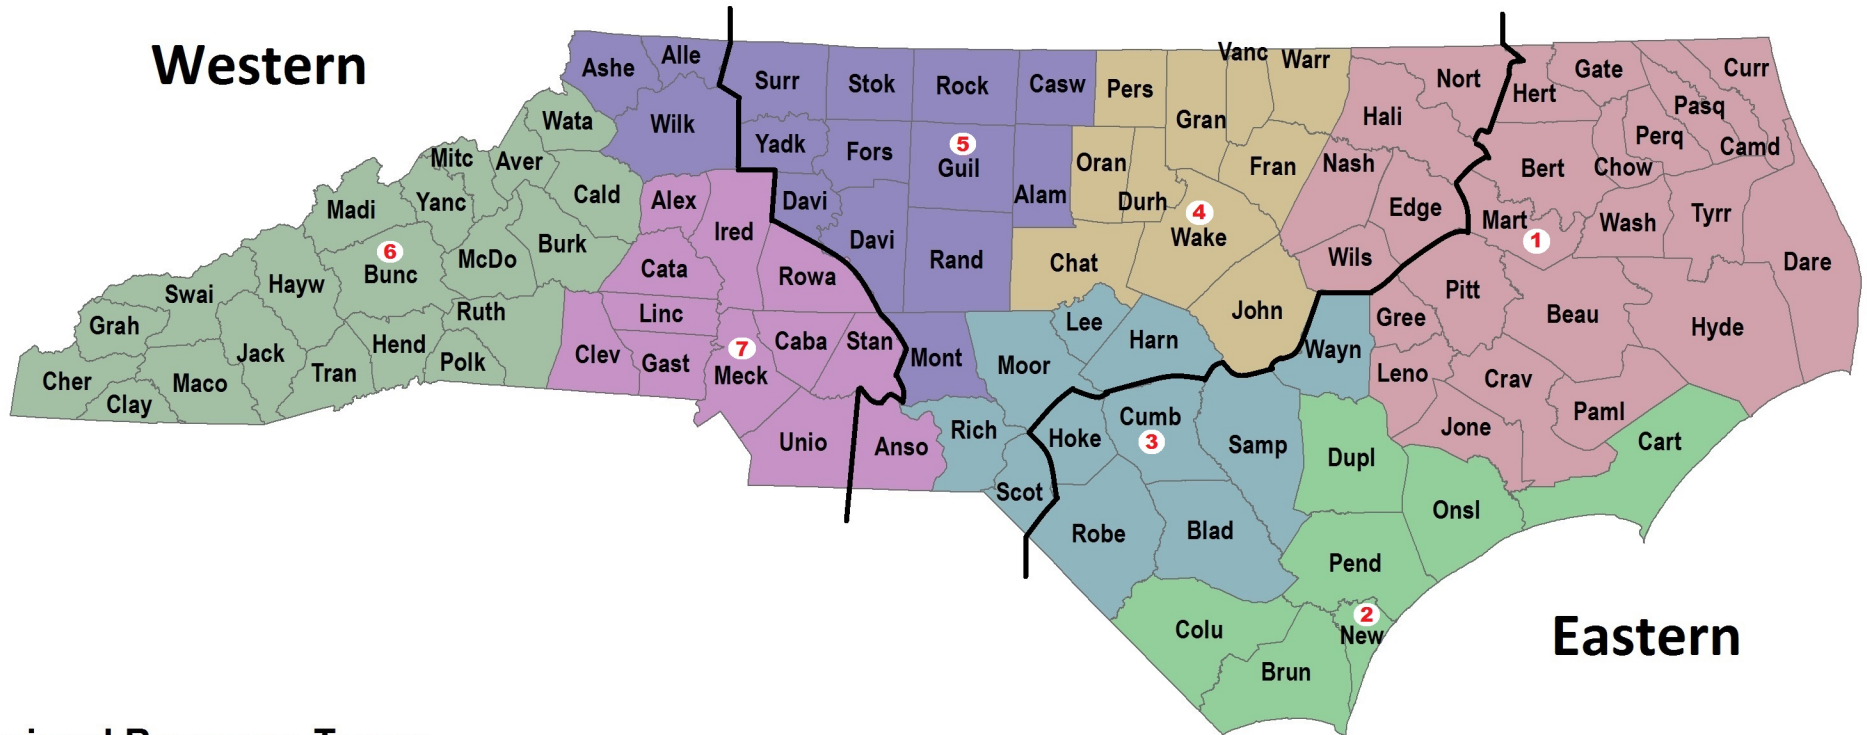 Western
Eastern
Ashe
Alle
Surr
Stok
Rock
Casw
Pers
Gran
Vanc
Warr
Hali
Nort
Hert
Gate
Curr
Pasq
Perq
Camd
Chow
Bert
Wata
Wilk
Yadk
Fors
5
Guil
Alam
Oran
Durh
Fran
Nash
Edge
Mart
1
Wash
Tyrr
Dare
Mitc
Aver
Cald
Alex
Ired
Davi
Davi
Rand
Chat
4
Wake
Wils
Madi
Yanc
McDo
Burk
Cata
Rowa
John
Pitt
Beau
Hyde
6
Bunc
Hayw
Swai
Grah
Ruth
Linc
Lee
Harn
Wayn
Gree
Cher
Clay
Maco
Jack
Tran
Hend
Polk
Clev
Gast
7
Meck
Caba
Stan
Mont
Moor
Leno
Crav
Paml
Jone
Cart
Unio
Anso
Rich
Scot
Hoke
Cumb
3
Samp
Dupl
Onsl
Robe
Blad
Pend
Colu
Brun
2
New